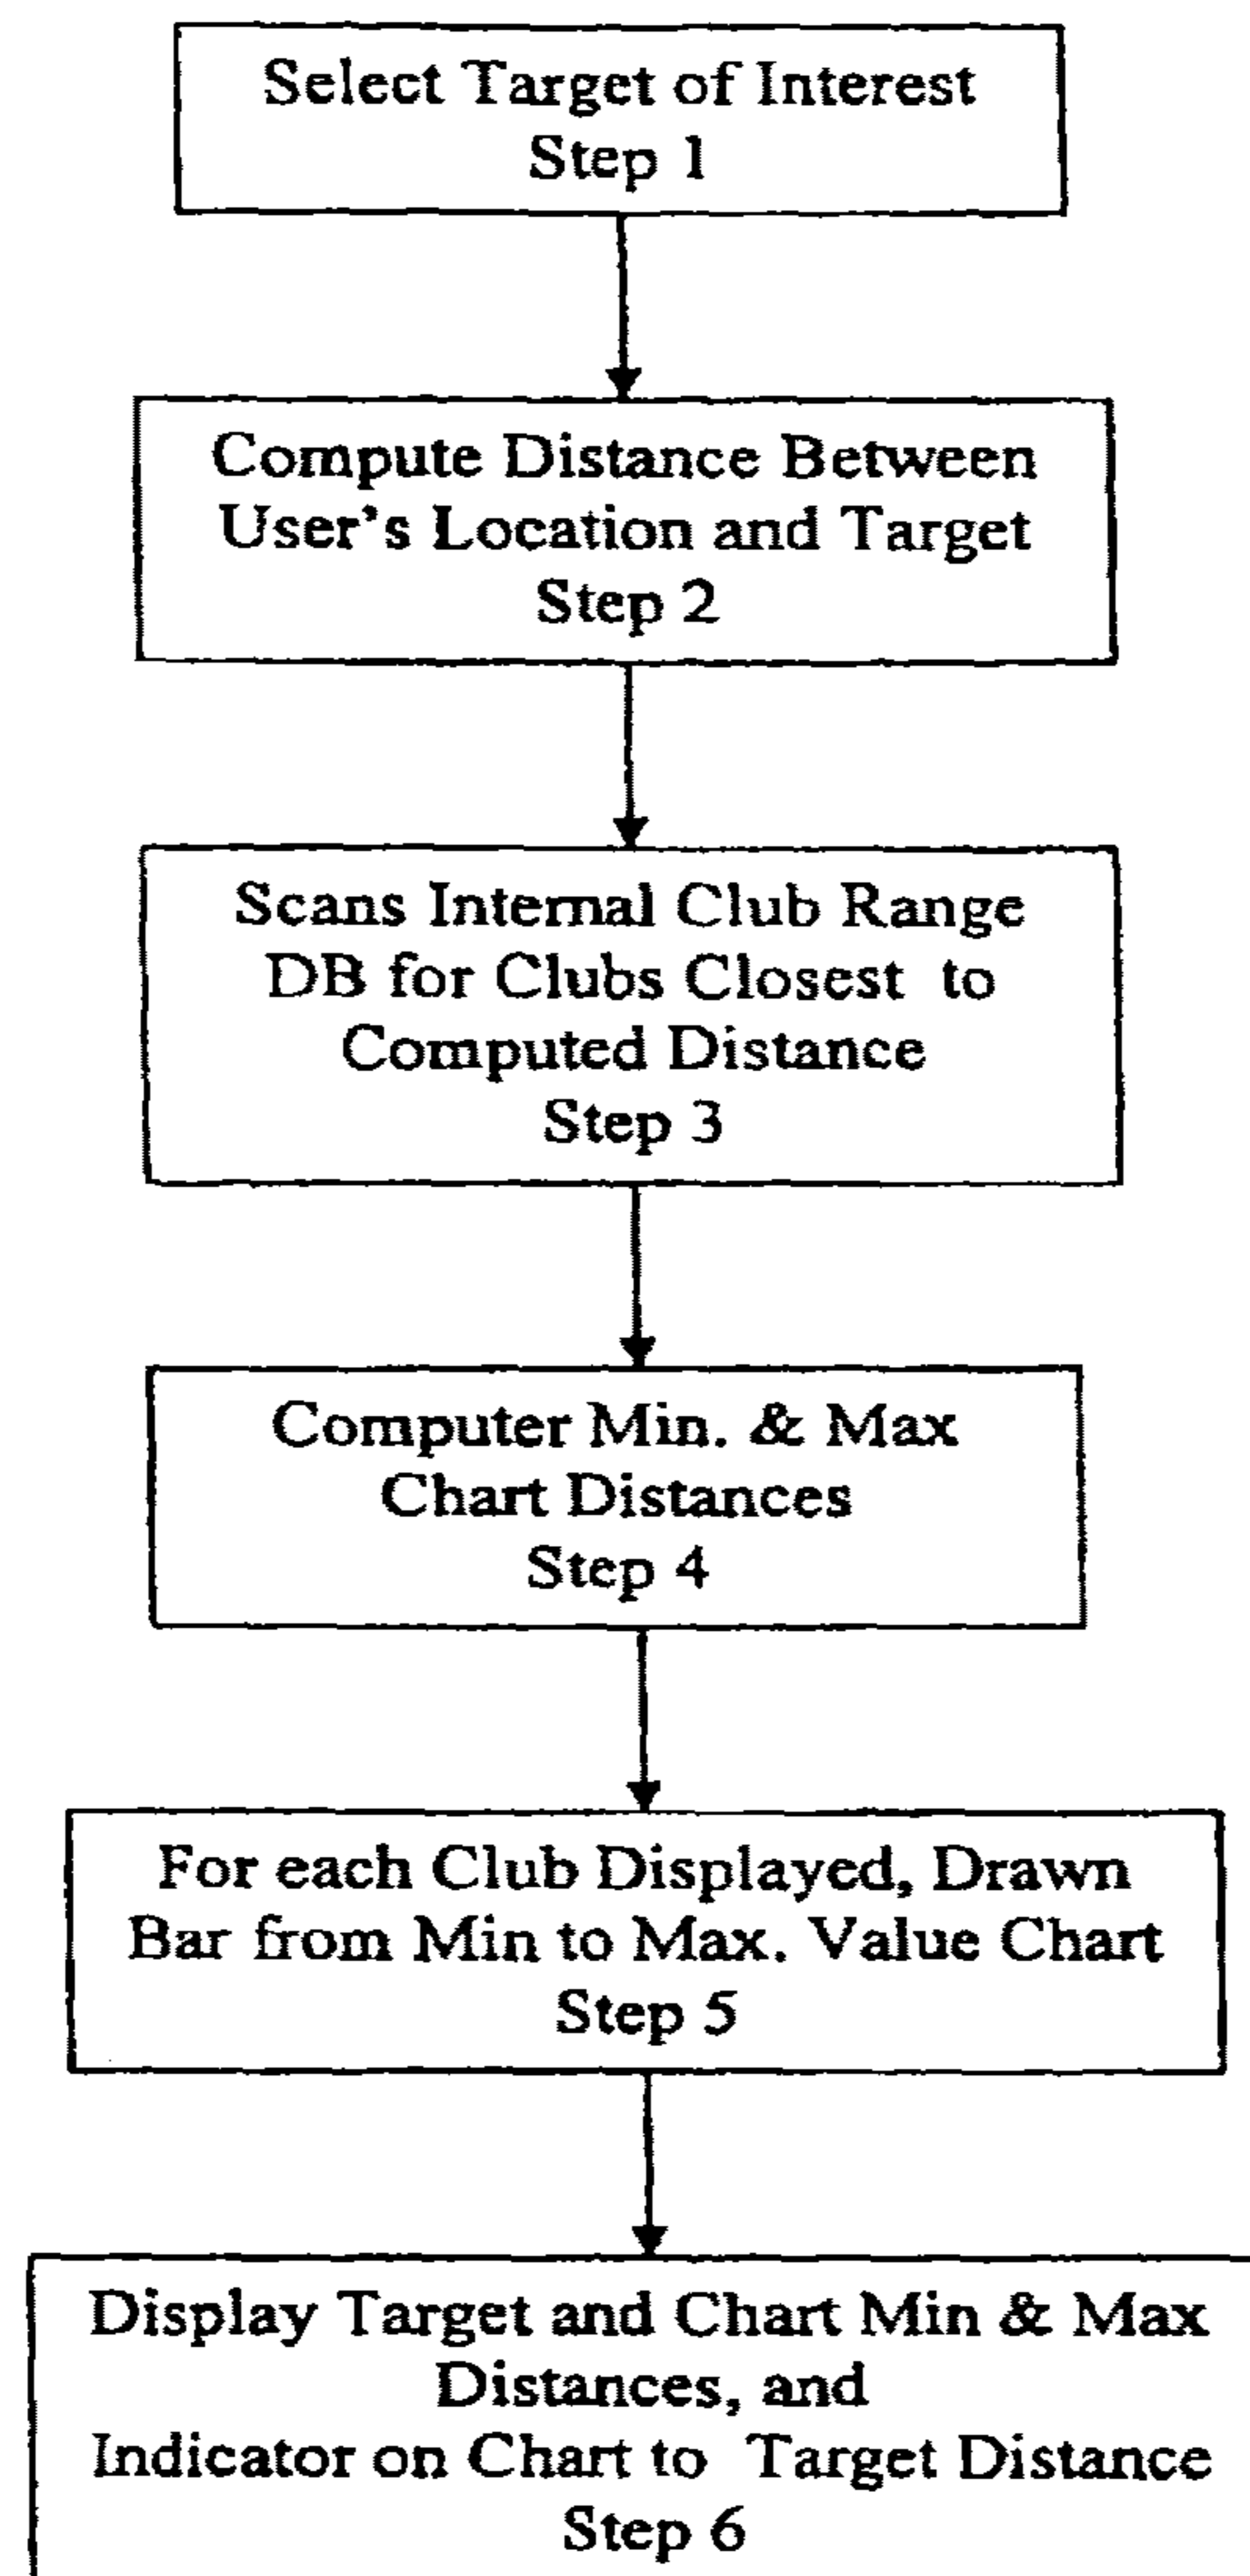 Select Target of Interest
Step 1
Compute Distance Between
User's Location and Target
Step 2
Scans Internal Club Range
DB for Clubs Closest to
Computed Distance
Step 3
Computer Min. & Max
Chart Distances
Step 4
For each Club Displayed, Drawn
Bar from Min to Max. Value Chart
Step 5
Display Target and Chart Min & Max
Distances, and
Indicator on Chart to Target Distance
Step 6